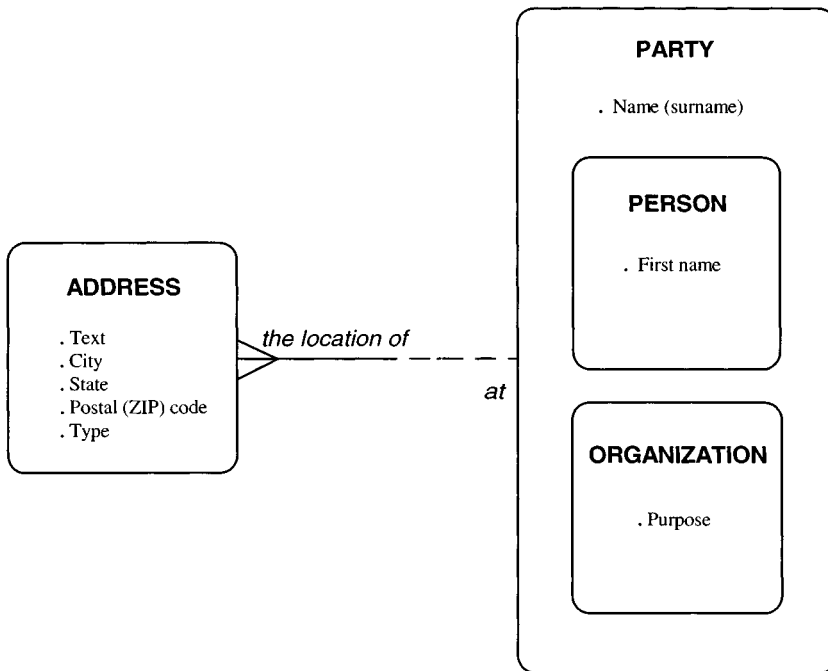 PARTY
. Name (surname)
PERSON
. First name
ADDRESS
. Text
. City
. State
. Postal (ZIP) code
. Type
the location of
at
ORGANIZATION
. Purpose